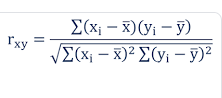 r_xy = Σ(x_i − x̄)(y_i − ȳ) / √Σ(x_i − x̄)² Σ(y_i − ȳ)²